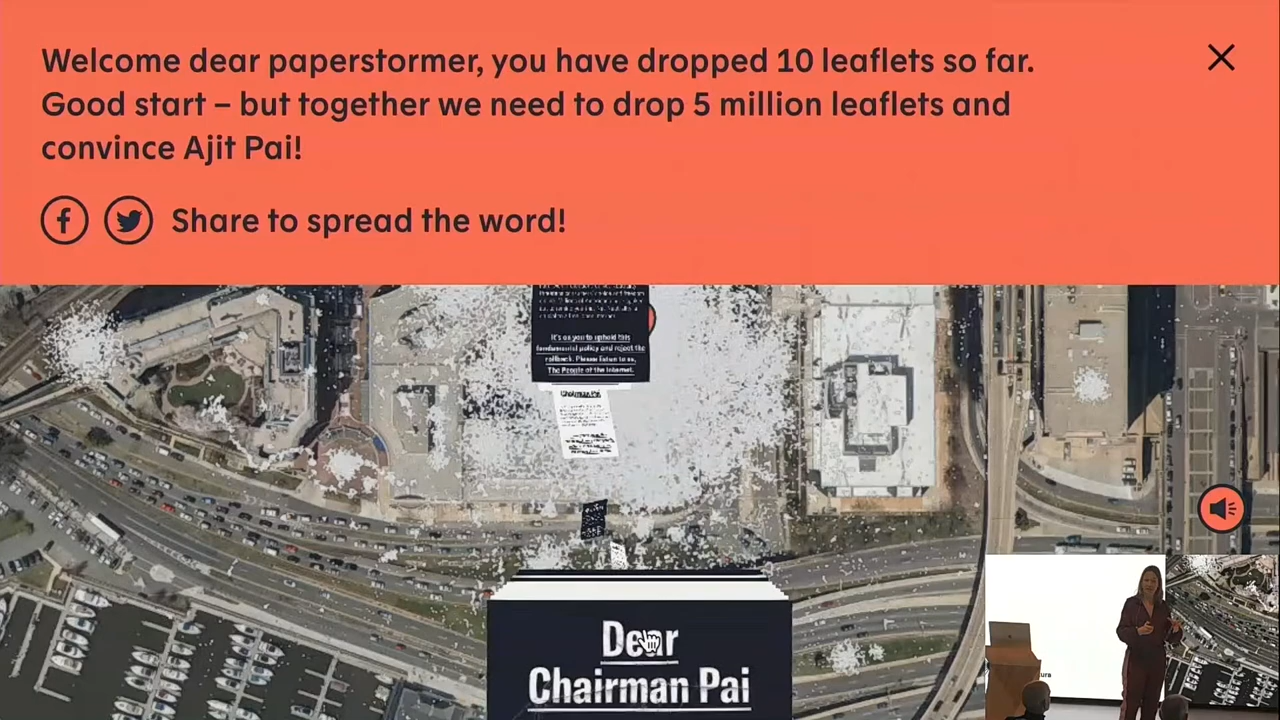 Welcome dear paperstormer, you have dropped 10 leaflets so far.
Good start – but together we need to drop 5 million leaflets and
convince Ajit Pai!
Share to spread the word!
It's on you to uphold this
fundamental policy and reject the
rollback. Please listen to us,
The People of the Internet.
Chairman Pai
Dear
Chairman Pai